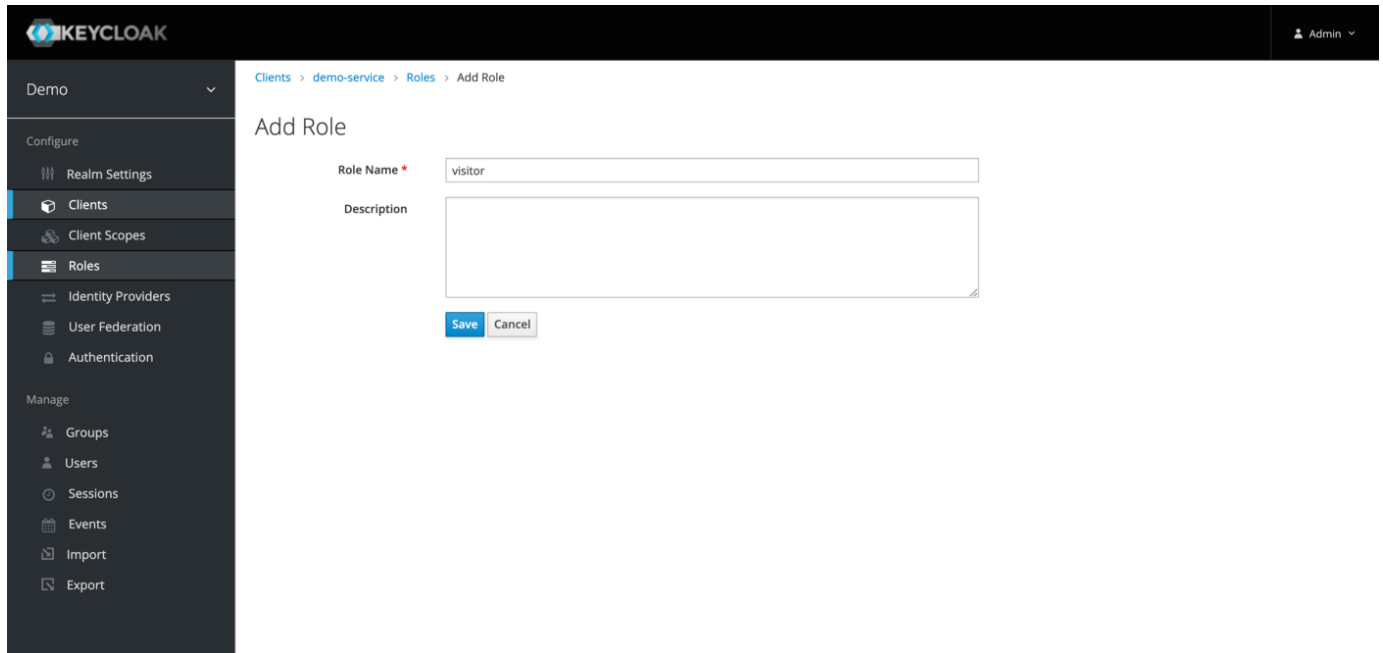 KEYCLOAK
Admin
Demo
Configure
Realm Settings
Clients
Client Scopes
Roles
Identity Providers
User Federation
Authentication
Manage
Groups
Users
Sessions
Events
Import
Export
Clients > demo-service > Roles > Add Role
Add Role
Role Name * visitor
Description
Save Cancel